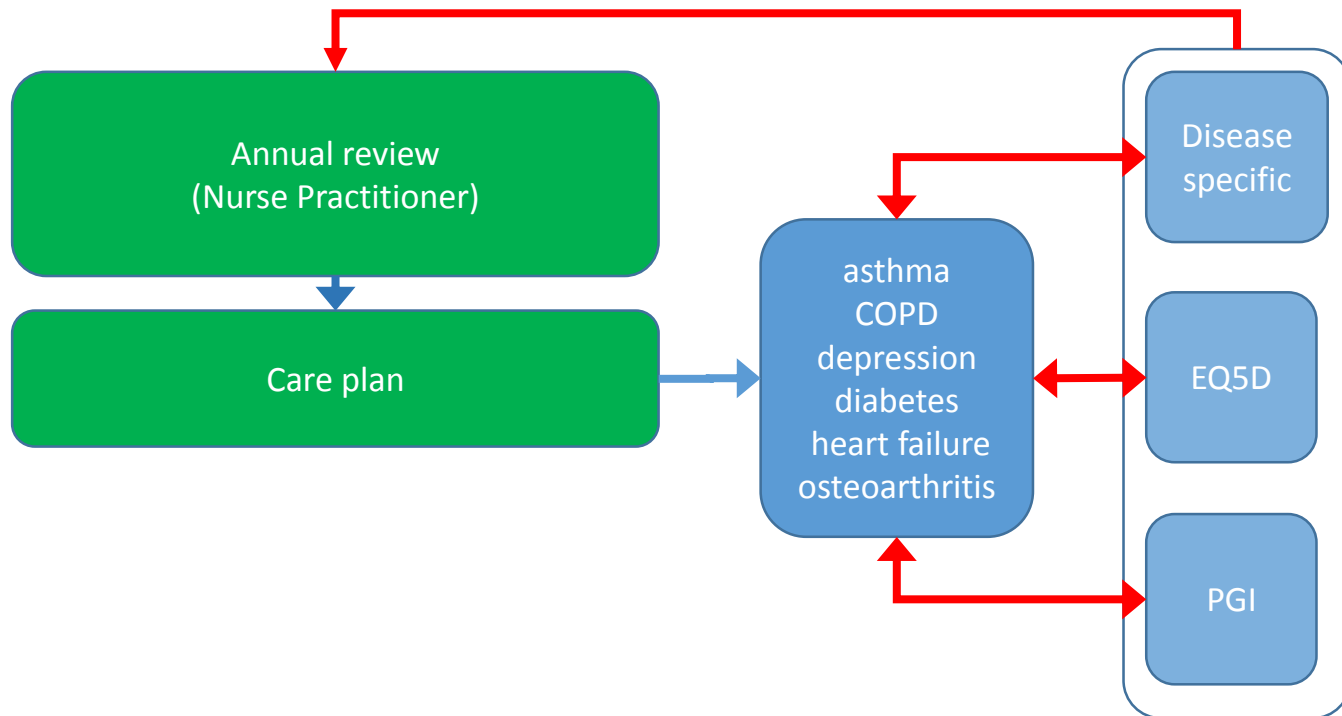 Annual review
(Nurse Practitioner)
Care plan
asthma
COPD
depression
diabetes
heart failure
osteoarthritis
Disease
specific
EQ5D
PGI